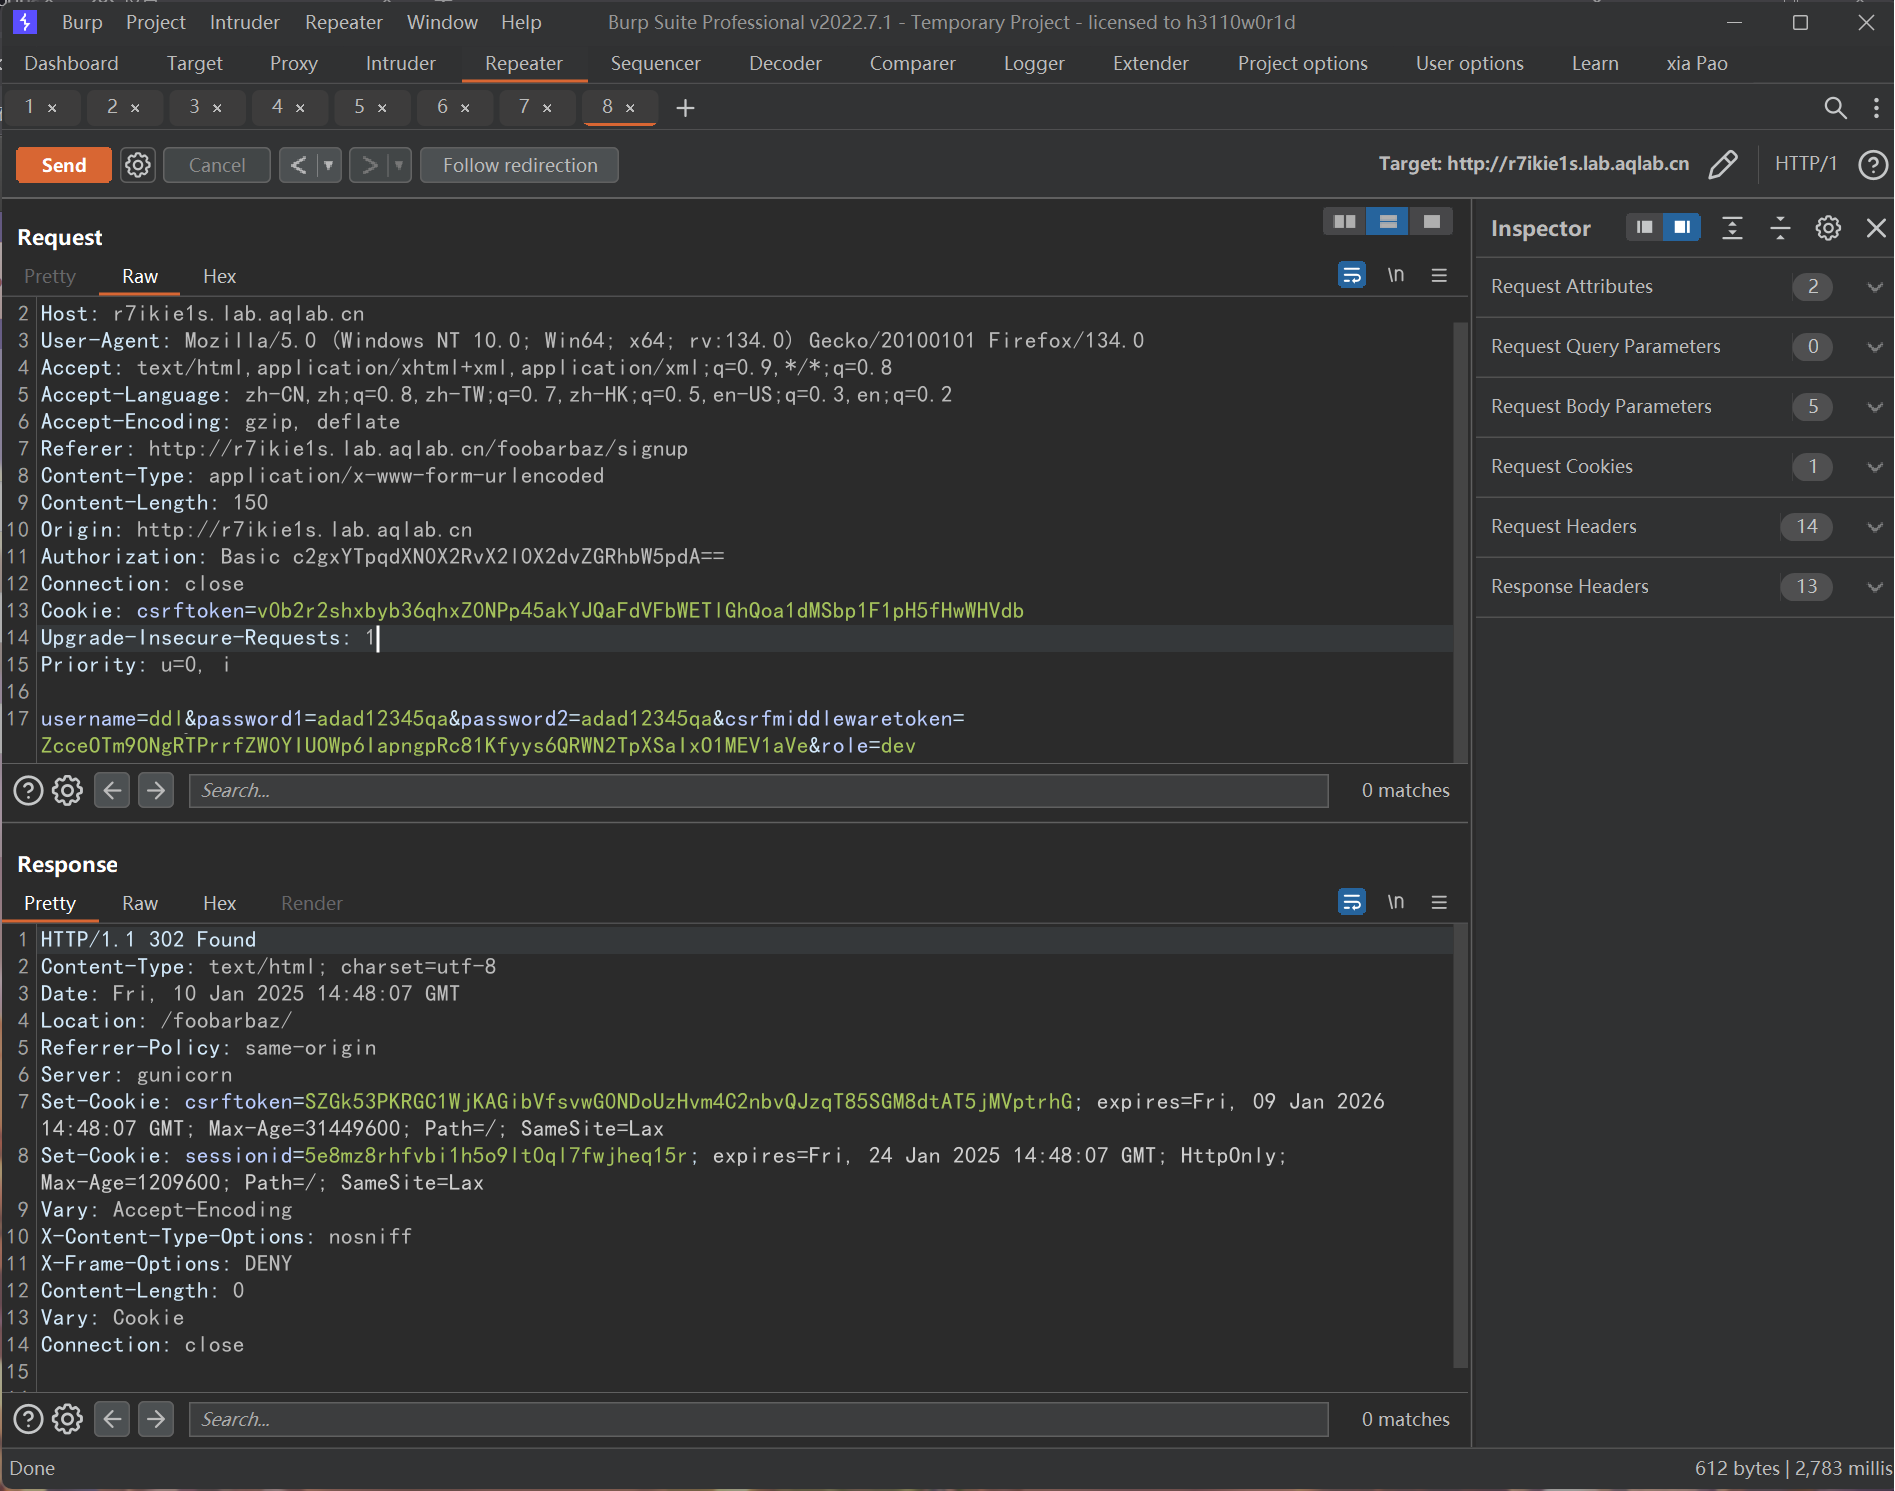 Burp Project Intruder Repeater Window Help Burp Suite Professional v2022.7.1 - Temporary Project - licensed to h3110w0r1d
Dashboard Target Proxy Intruder Repeater Sequencer Decoder Comparer Logger Extender Project options User options Learn xia Pao
1 × 2 × 3 × 4 × 5 × 6 × 7 × 8 × +
Send Cancel < > Follow redirection Target: http://r7ikie1s.lab.aqlab.cn HTTP/1 ?
Request
Pretty Raw Hex \n
2 Host: r7ikie1s.lab.aqlab.cn
3 User-Agent: Mozilla/5.0 (Windows NT 10.0; Win64; x64; rv:134.0) Gecko/20100101 Firefox/134.0
4 Accept: text/html,application/xhtml+xml,application/xml;q=0.9,*/*;q=0.8
5 Accept-Language: zh-CN,zh;q=0.8,zh-TW;q=0.7,zh-HK;q=0.5,en-US;q=0.3,en;q=0.2
6 Accept-Encoding: gzip, deflate
7 Referer: http://r7ikie1s.lab.aqlab.cn/foobarbaz/signup
8 Content-Type: application/x-www-form-urlencoded
9 Content-Length: 150
10 Origin: http://r7ikie1s.lab.aqlab.cn
11 Authorization: Basic c2gxYTpqdXN0X2RvX2l0X2dvZGRhbW5pdA==
12 Connection: close
13 Cookie: csrftoken=vOb2r2shxbyb36qhxZ0NPp45akYJQaFdVFbWETlGhQoa1dMSbp1F1pH5fHwWHVdb
14 Upgrade-Insecure-Requests: 1
15 Priority: u=0, i
16
17 username=ddl&password1=adad12345qa&password2=adad12345qa&csrfmiddlewaretoken=
ZcceOTm9ONgRTPrrfZW0YlUOWp6IapngpRc81Kfyys6QRWN2TpXSaIxO1MEV1aVe&role=dev
? Search... 0 matches
Response
Pretty Raw Hex Render \n
1 HTTP/1.1 302 Found
2 Content-Type: text/html; charset=utf-8
3 Date: Fri, 10 Jan 2025 14:48:07 GMT
4 Location: /foobarbaz/
5 Referrer-Policy: same-origin
6 Server: gunicorn
7 Set-Cookie: csrftoken=SZGk53PKRGC1WjKAGibVfsvwG0NDoUzHvm4C2nbvQJzqT85SGM8dtAT5jMVptrhG; expires=Fri, 09 Jan 2026
14:48:07 GMT; Max-Age=31449600; Path=/; SameSite=Lax
8 Set-Cookie: sessionid=5e8mz8rhfvbi1h5o9lt0ql7fwjheq15r; expires=Fri, 24 Jan 2025 14:48:07 GMT; HttpOnly;
Max-Age=1209600; Path=/; SameSite=Lax
9 Vary: Accept-Encoding
10 X-Content-Type-Options: nosniff
11 X-Frame-Options: DENY
12 Content-Length: 0
13 Vary: Cookie
14 Connection: close
15
? Search... 0 matches
Inspector
Request Attributes 2
Request Query Parameters 0
Request Body Parameters 5
Request Cookies 1
Request Headers 14
Response Headers 13
Done 612 bytes | 2,783 millis